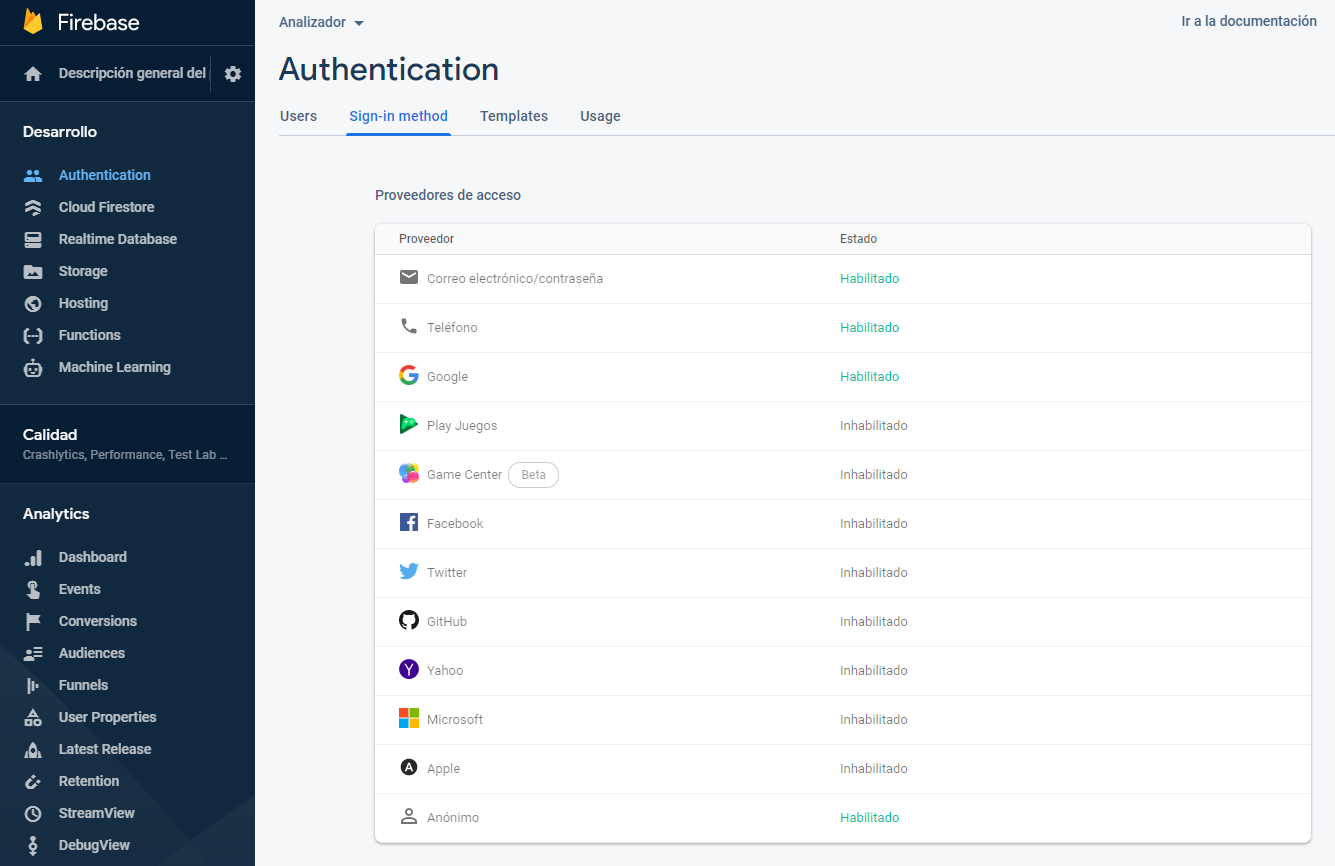 Firebase
Descripción general del
Desarrollo
Authentication
Cloud Firestore
Realtime Database
Storage
Hosting
Functions
Machine Learning
Calidad
Crashlytics, Performance, Test Lab ...
Analytics
Dashboard
Events
Conversions
Audiences
Funnels
User Properties
Latest Release
Retention
StreamView
DebugView
Analizador
Ir a la documentación
Authentication
Users Sign-in method Templates Usage
Proveedores de acceso
Proveedor Estado
Correo electrónico/contraseña Habilitado
Teléfono Habilitado
Google Habilitado
Play Juegos Inhabilitado
Game Center Beta Inhabilitado
Facebook Inhabilitado
Twitter Inhabilitado
GitHub Inhabilitado
Yahoo Inhabilitado
Microsoft Inhabilitado
Apple Inhabilitado
Anónimo Habilitado